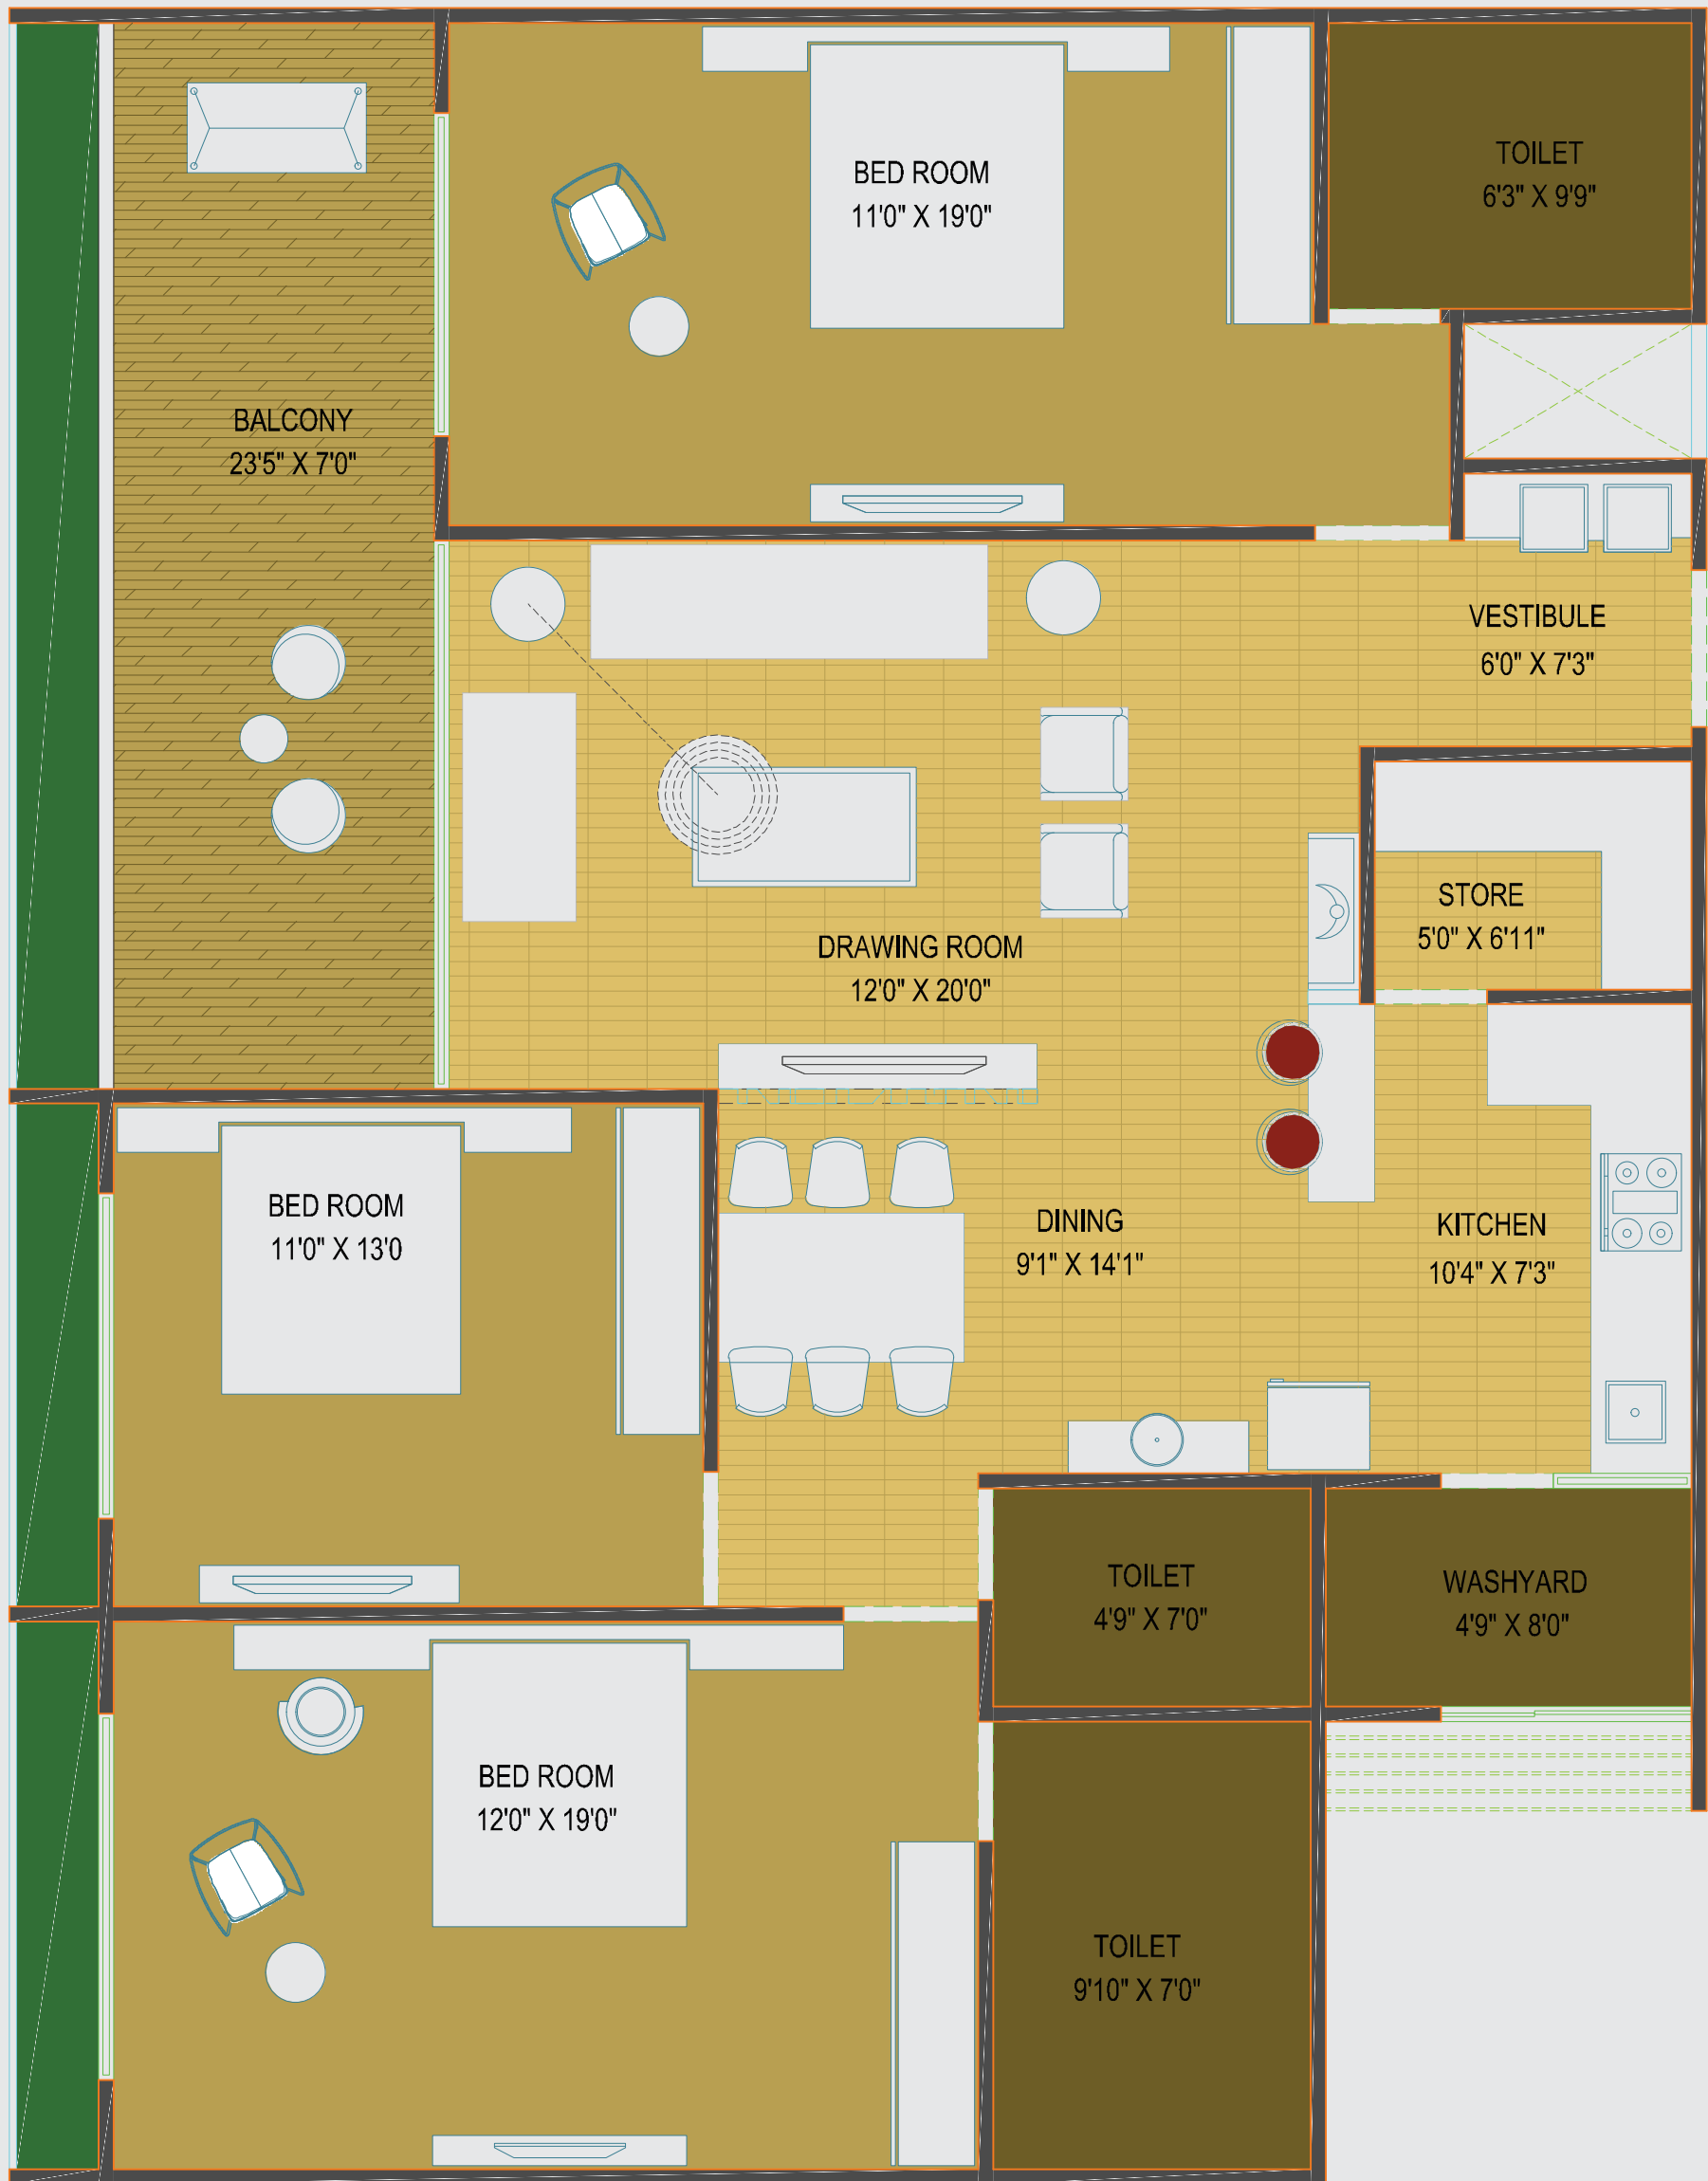 TOILET
6'3" X 9'9"
BED ROOM
11'0" X 19'0"
BALCONY
23'5" X 7'0"
VESTIBULE
6'0" X 7'3"
STORE
5'0" X 6'11"
DRAWING ROOM
12'0" X 20'0"
BED ROOM
11'0" X 13'0
DINING
9'1" X 14'1"
KITCHEN
10'4" X 7'3"
TOILET
4'9" X 7'0"
WASHYARD
4'9" X 8'0"
BED ROOM
12'0" X 19'0"
TOILET
9'10" X 7'0"